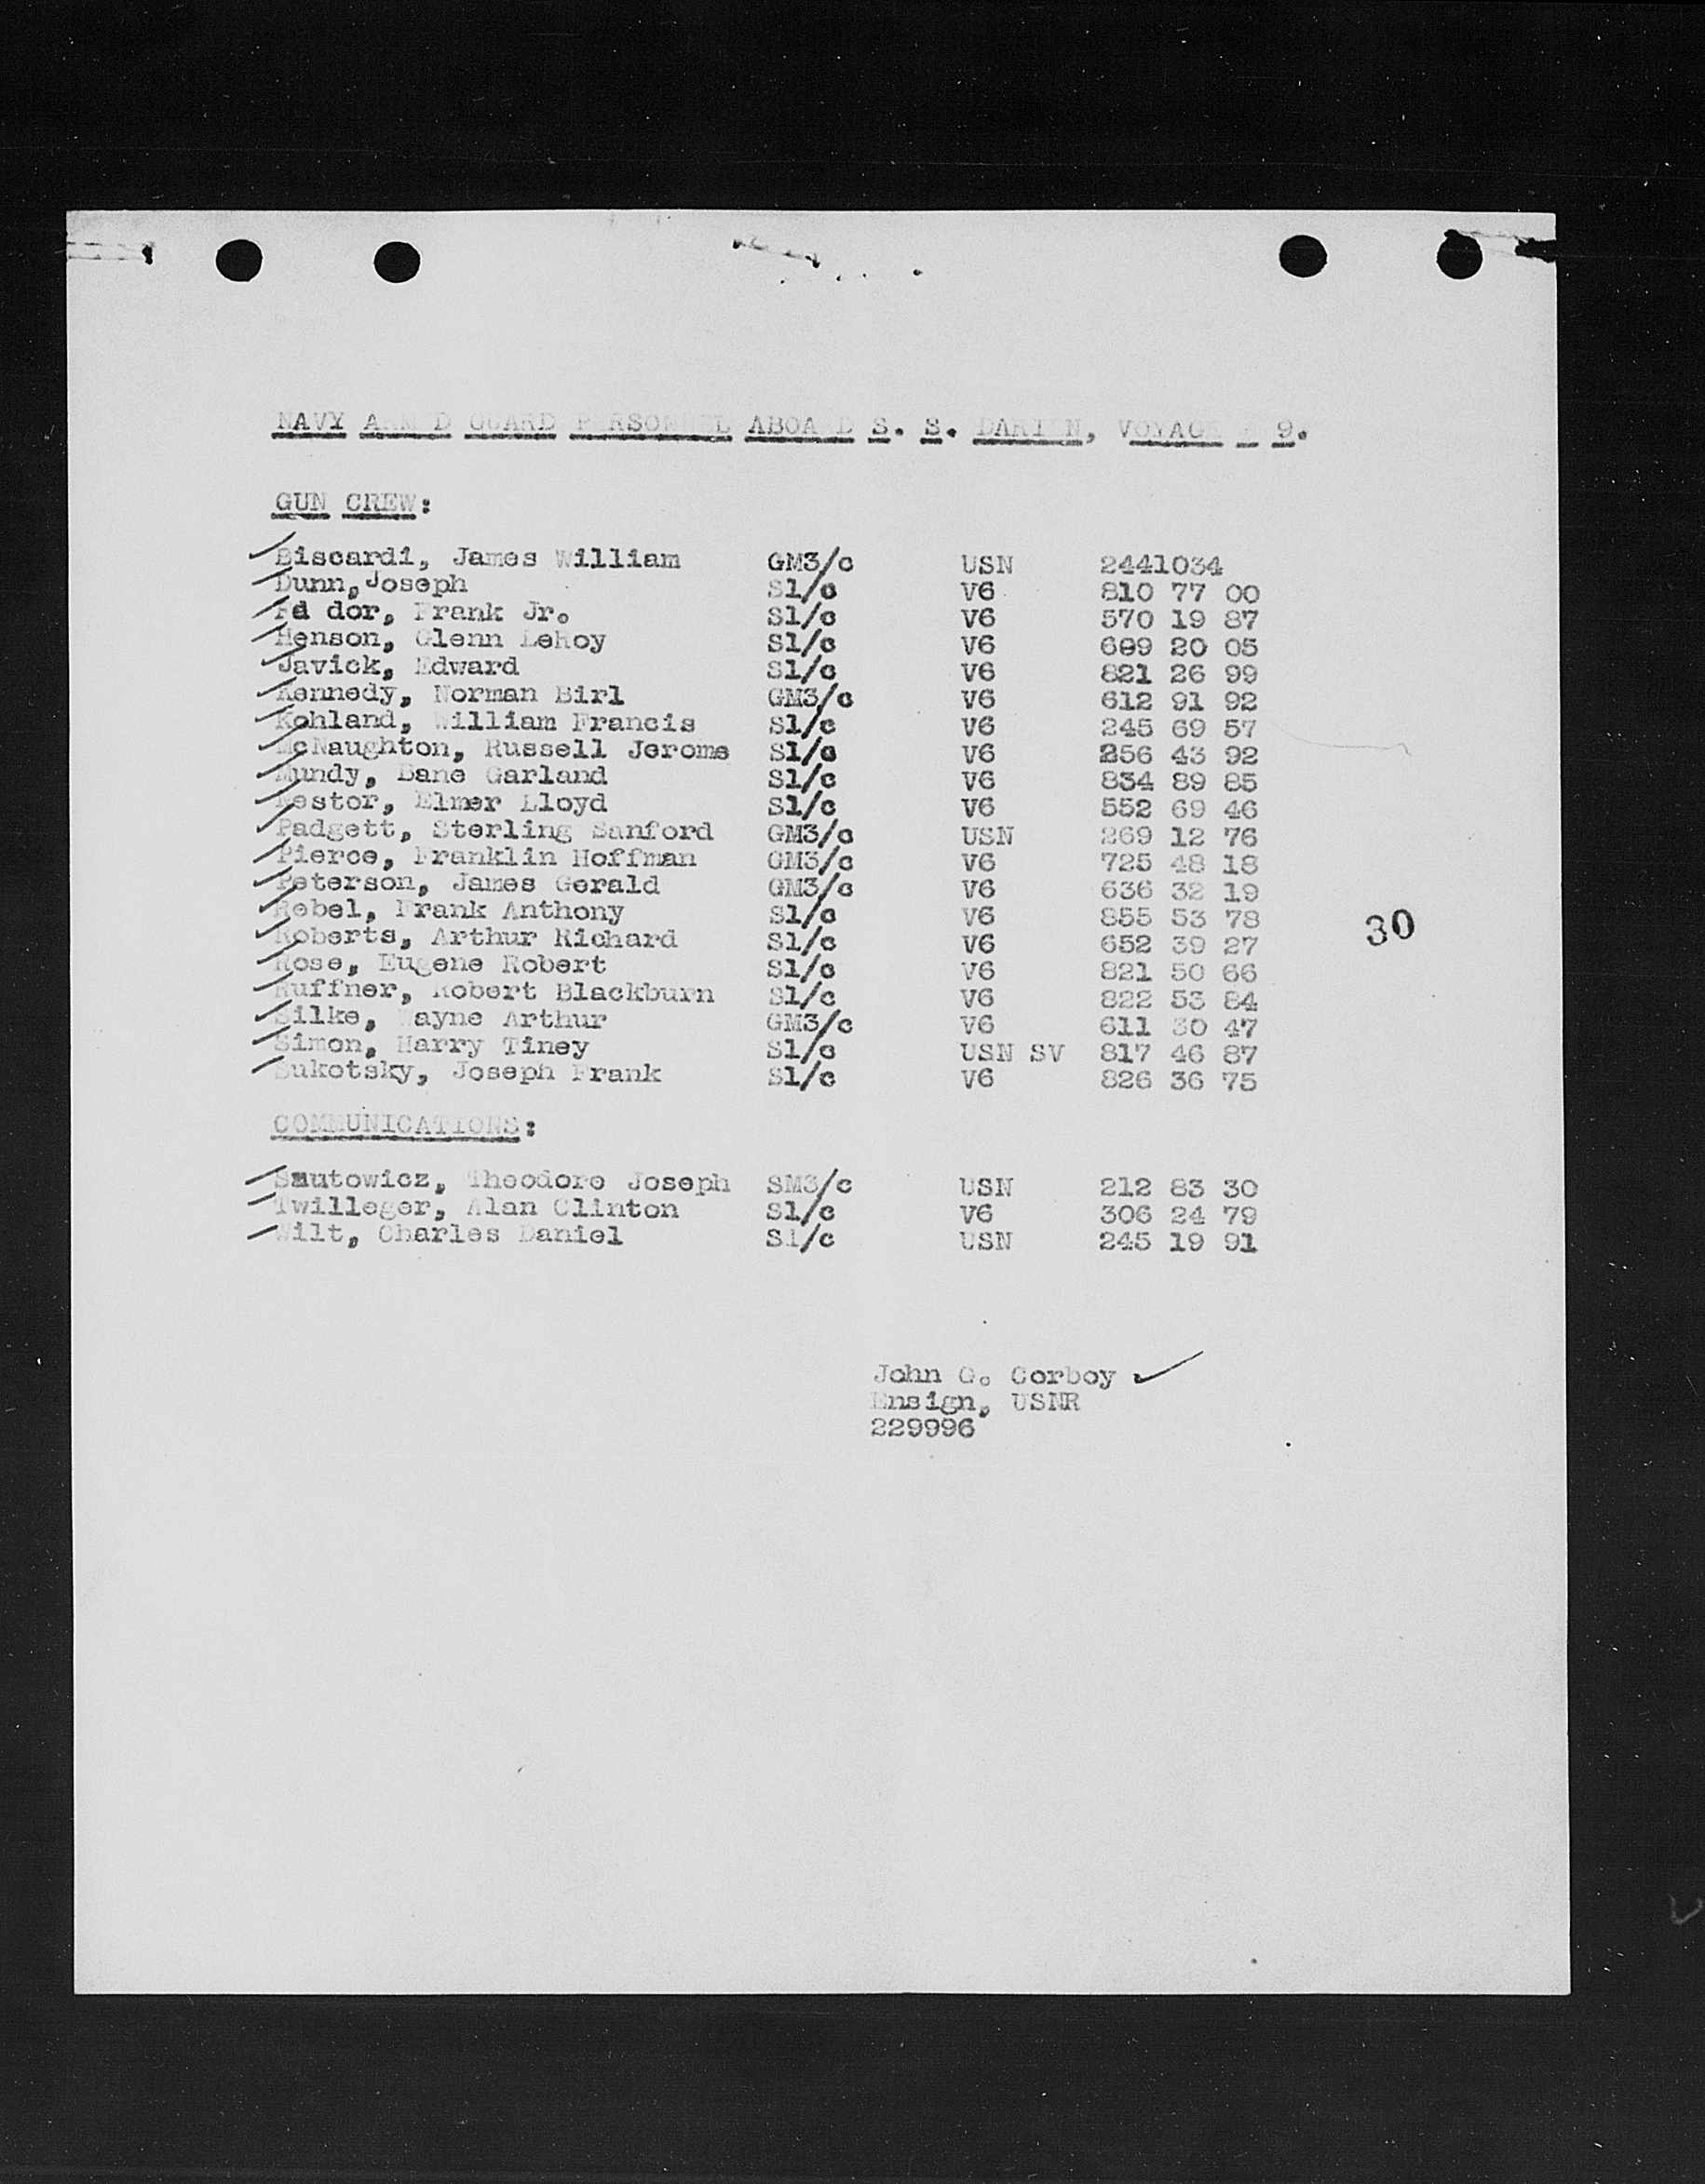 NAVY ARMED GUARD PERSONNEL ABOARD S. S. DARIEN, VOYAGE # 9.
GUN CREW:
Biscardi, James William GM3/c USN 2441034
Dunn, Joseph S1/c V6 810 77 00
dor, Frank Jr. S1/c V6 570 19 87
Henson, Glenn LeRoy S1/c V6 609 20 05
Javick, Edward S1/c V6 821 26 99
Kennedy, Norman Birl GM3/c V6 612 91 92
Kohland, William Francis S1/c V6 245 69 57
McNaughton, Russell Jerome S1/c V6 256 43 92
Mundy, Dane Garland S1/c V6 834 89 85
Nestor, Elmer Lloyd S1/c V6 552 69 46
Padgett, Sterling Sanford GM3/c USN 269 12 76
Pierce, Franklin Hoffman GM3/c V6 725 48 18
Peterson, James Gerald GM3/c V6 636 32 19
Rebel, Frank Anthony S1/c V6 855 53 78
30
Roberts, Arthur Richard S1/c V6 652 39 27
Rose, Eugene Robert S1/c V6 821 50 66
Ruffner, Robert Blackburn S1/c V6 822 53 84
Silke, Wayne Arthur GM3/c V6 611 30 47
Simon, Harry Tiney S1/c USN SV 817 46 87
Sukotsky, Joseph Frank S1/c V6 826 36 75
COMMUNICATIONS:
Szutowicz, Theodore Joseph SM3/c USN 212 83 30
Twilleger, Alan Clinton S1/c V6 306 24 79
Wilt, Charles Daniel S1/c USN 245 19 91
John G. Corboy
Ensign, USNR
229996